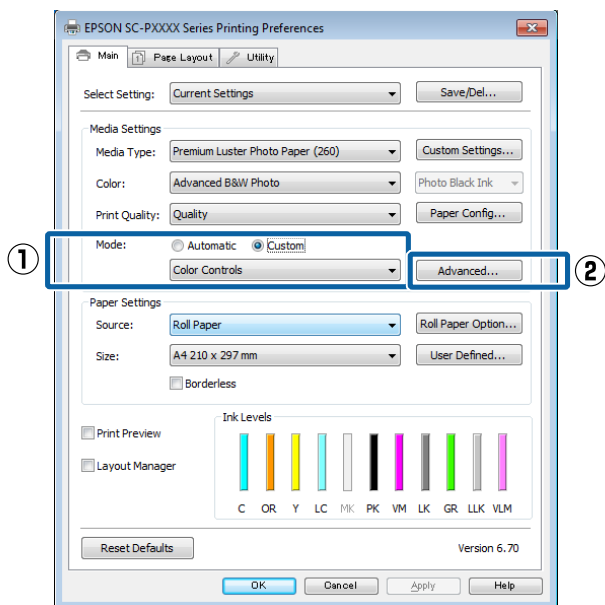 EPSON SC-PXXXX Series Printing Preferences
Main Page Layout Utility
Select Setting: Current Settings Save/Del...
Media Settings
Media Type: Premium Luster Photo Paper (260) Custom Settings...
Color: Advanced B&W Photo Photo Black Ink
Print Quality: Quality Paper Config...
Mode: Automatic Custom
① Color Controls Advanced... ②
Paper Settings
Source: Roll Paper Roll Paper Option...
Size: A4 210 x 297 mm User Defined...
Borderless
Ink Levels
Print Preview
Layout Manager
C OR Y LC MK PK VM LK GR LLK VLM
Reset Defaults Version 6.70
OK Cancel Apply Help